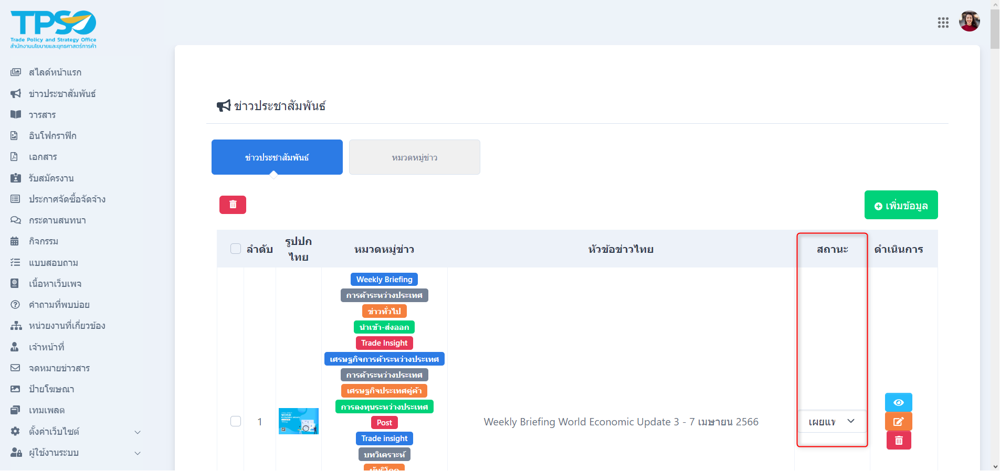 TPSO
Trade Policy and Strategy Office
สำนักงานนโยบายและยุทธศาสตร์การค้า
สไลด์หน้าแรก
ข่าวประชาสัมพันธ์
วารสาร
อินโฟกราฟิก
เอกสาร
รับสมัครงาน
ประกาศจัดซื้อจัดจ้าง
กระดานสนทนา
กิจกรรม
แบบสอบถาม
เนื้อหาเว็บเพจ
คำถามที่พบบ่อย
หน่วยงานที่เกี่ยวข้อง
เจ้าหน้าที่
จดหมายข่าวสาร
ป้ายโฆษณา
เทมเพลต
ตั้งค่าเว็บไซต์
ผู้ใช้งานระบบ
ข่าวประชาสัมพันธ์
ข่าวประชาสัมพันธ์
หมวดหมู่ข่าว
เพิ่มข้อมูล
ลำดับ
รูปปก
ไทย
หมวดหมู่ข่าว
หัวข้อข่าวไทย
สถานะ
ดำเนินการ
1
Weekly Briefing
การค้าระหว่างประเทศ
ข่าวทั่วไป
นำเข้า-ส่งออก
Trade Insight
เศรษฐกิจการค้าระหว่างประเทศ
การค้าระหว่างประเทศ
เศรษฐกิจประเทศคู่ค้า
การลงทุนระหว่างประเทศ
Post
Trade insight
บทวิเคราะห์
Weekly Briefing World Economic Update 3 - 7 เมษายน 2566
เผยแพ